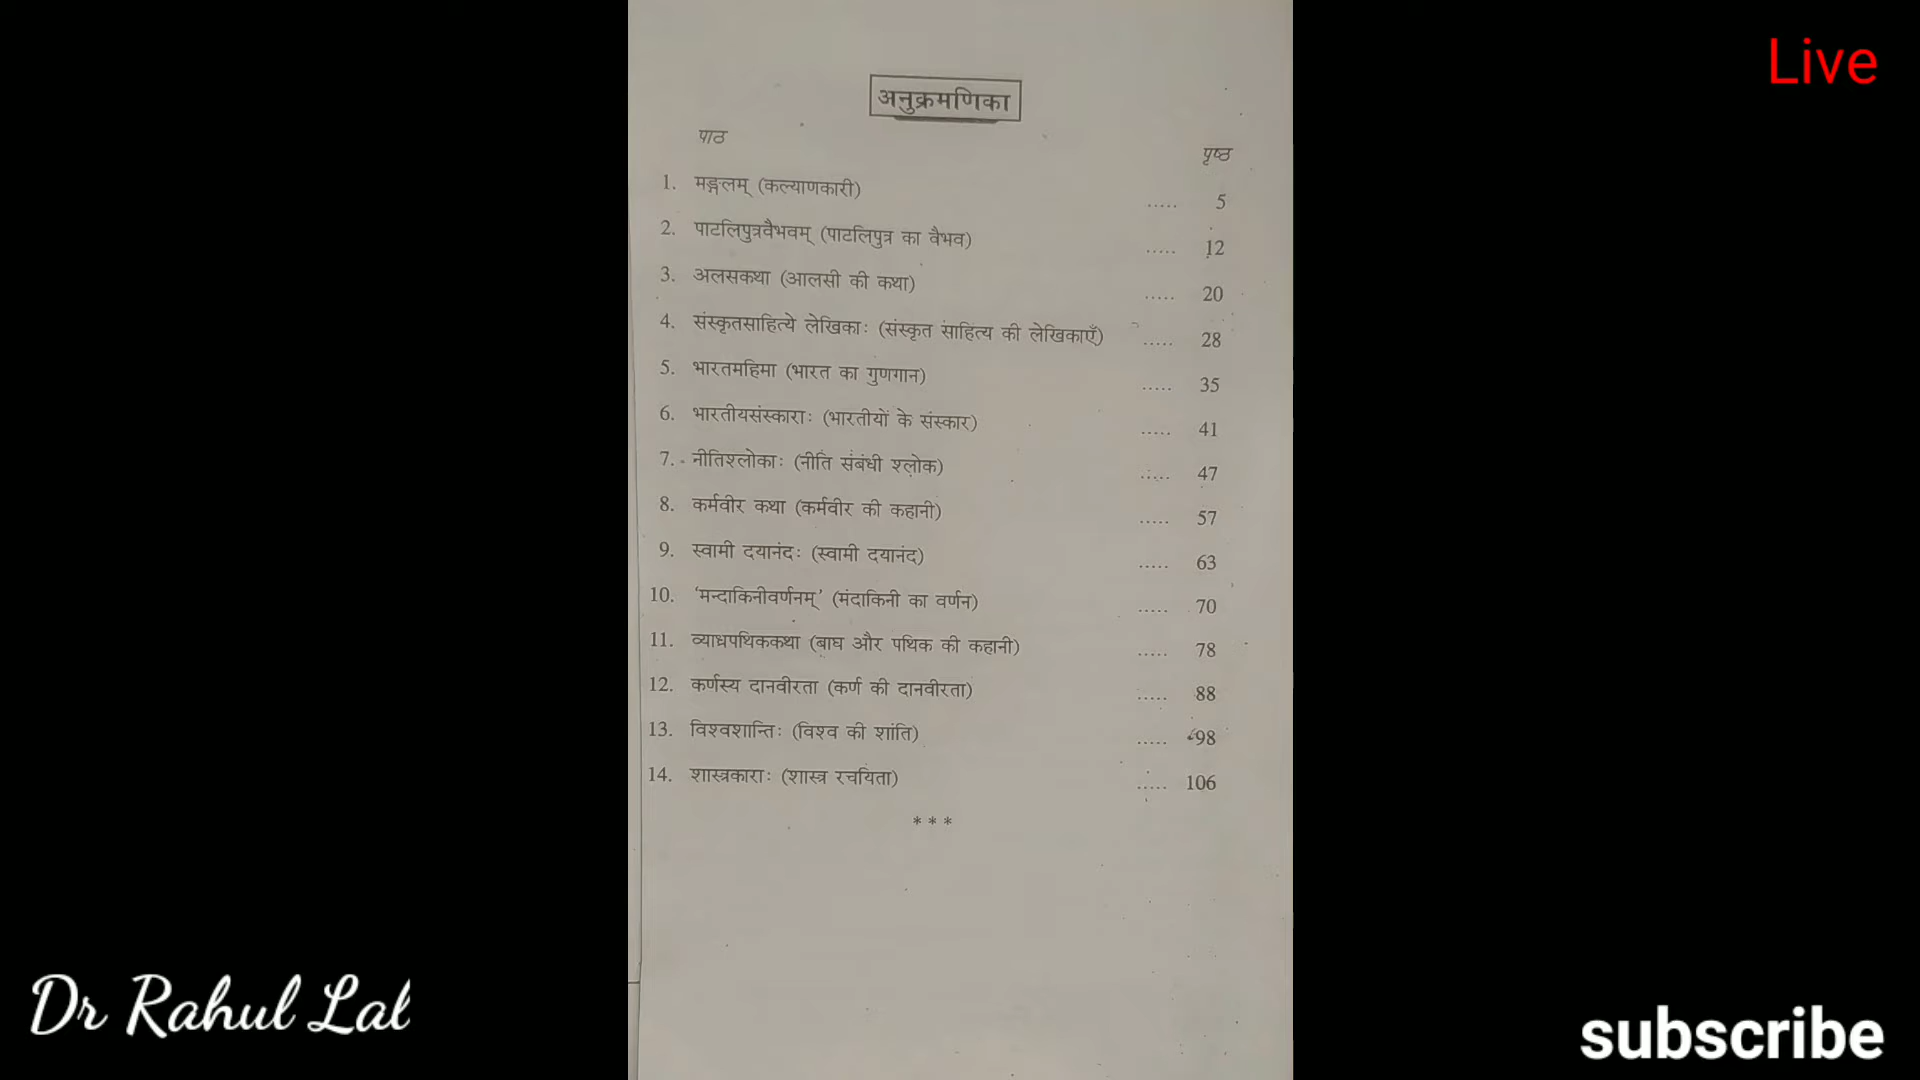 Live
अनुक्रमणिका
पाठ पृष्ठ
1. मङ्गलम् (कल्याणकारी) ..... 5
2. पाटलिपुत्रवैभवम् (पाटलिपुत्र का वैभव) ..... 12
3. अलसकथा (आलसी की कथा) ..... 20
4. संस्कृतसाहित्ये लेखिकाः (संस्कृत साहित्य की लेखिकाएँ) ..... 28
5. भारतमहिमा (भारत का गुणगान) ..... 35
6. भारतीयसंस्काराः (भारतीयों के संस्कार) ..... 41
7. नीतिश्लोकाः (नीति संबंधी श्लोक) ..... 47
8. कर्मवीर कथा (कर्मवीर की कहानी) ..... 57
9. स्वामी दयानंदः (स्वामी दयानंद) ..... 63
10. ‘मन्दाकिनीवर्णनम्’ (मंदाकिनी का वर्णन) ..... 70
11. व्याघ्रपथिककथा (बाघ और पथिक की कहानी) ..... 78
12. कर्णस्य दानवीरता (कर्ण की दानवीरता) ..... 88
13. विश्वशान्तिः (विश्व की शांति) ..... 98
14. शास्त्रकाराः (शास्त्र रचयिता) ..... 106
***
Dr Rahul Lal
subscribe